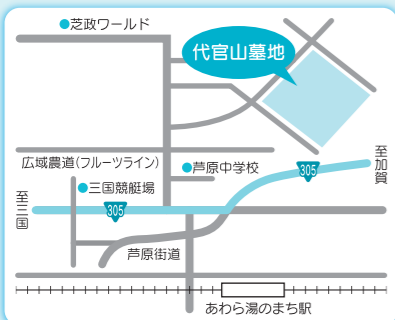 ●芝政ワールド
代官山墓地
広域農道(フルーツライン)
●芦原中学校
至加賀
●三国競艇場
305
至三国
305
芦原街道
あわら湯のまち駅